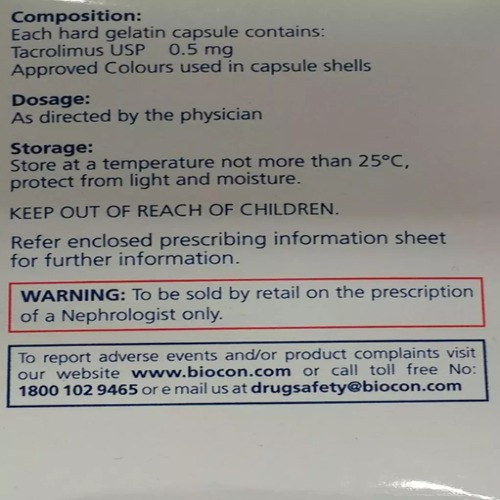 Composition:
Each hard gelatin capsule contains:
Tacrolimus USP 0.5 mg
Approved Colours used in capsule shells
Dosage:
As directed by the physician
Storage:
Store at a temperature not more than 25°C,
protect from light and moisture.
KEEP OUT OF REACH OF CHILDREN.
Refer enclosed prescribing information sheet
for further information.
WARNING: To be sold by retail on the prescription
of a Nephrologist only.
To report adverse events and/or product complaints visit
our website www.biocon.com or call toll free No:
1800 102 9465 or e mail us at drugsafety@biocon.com